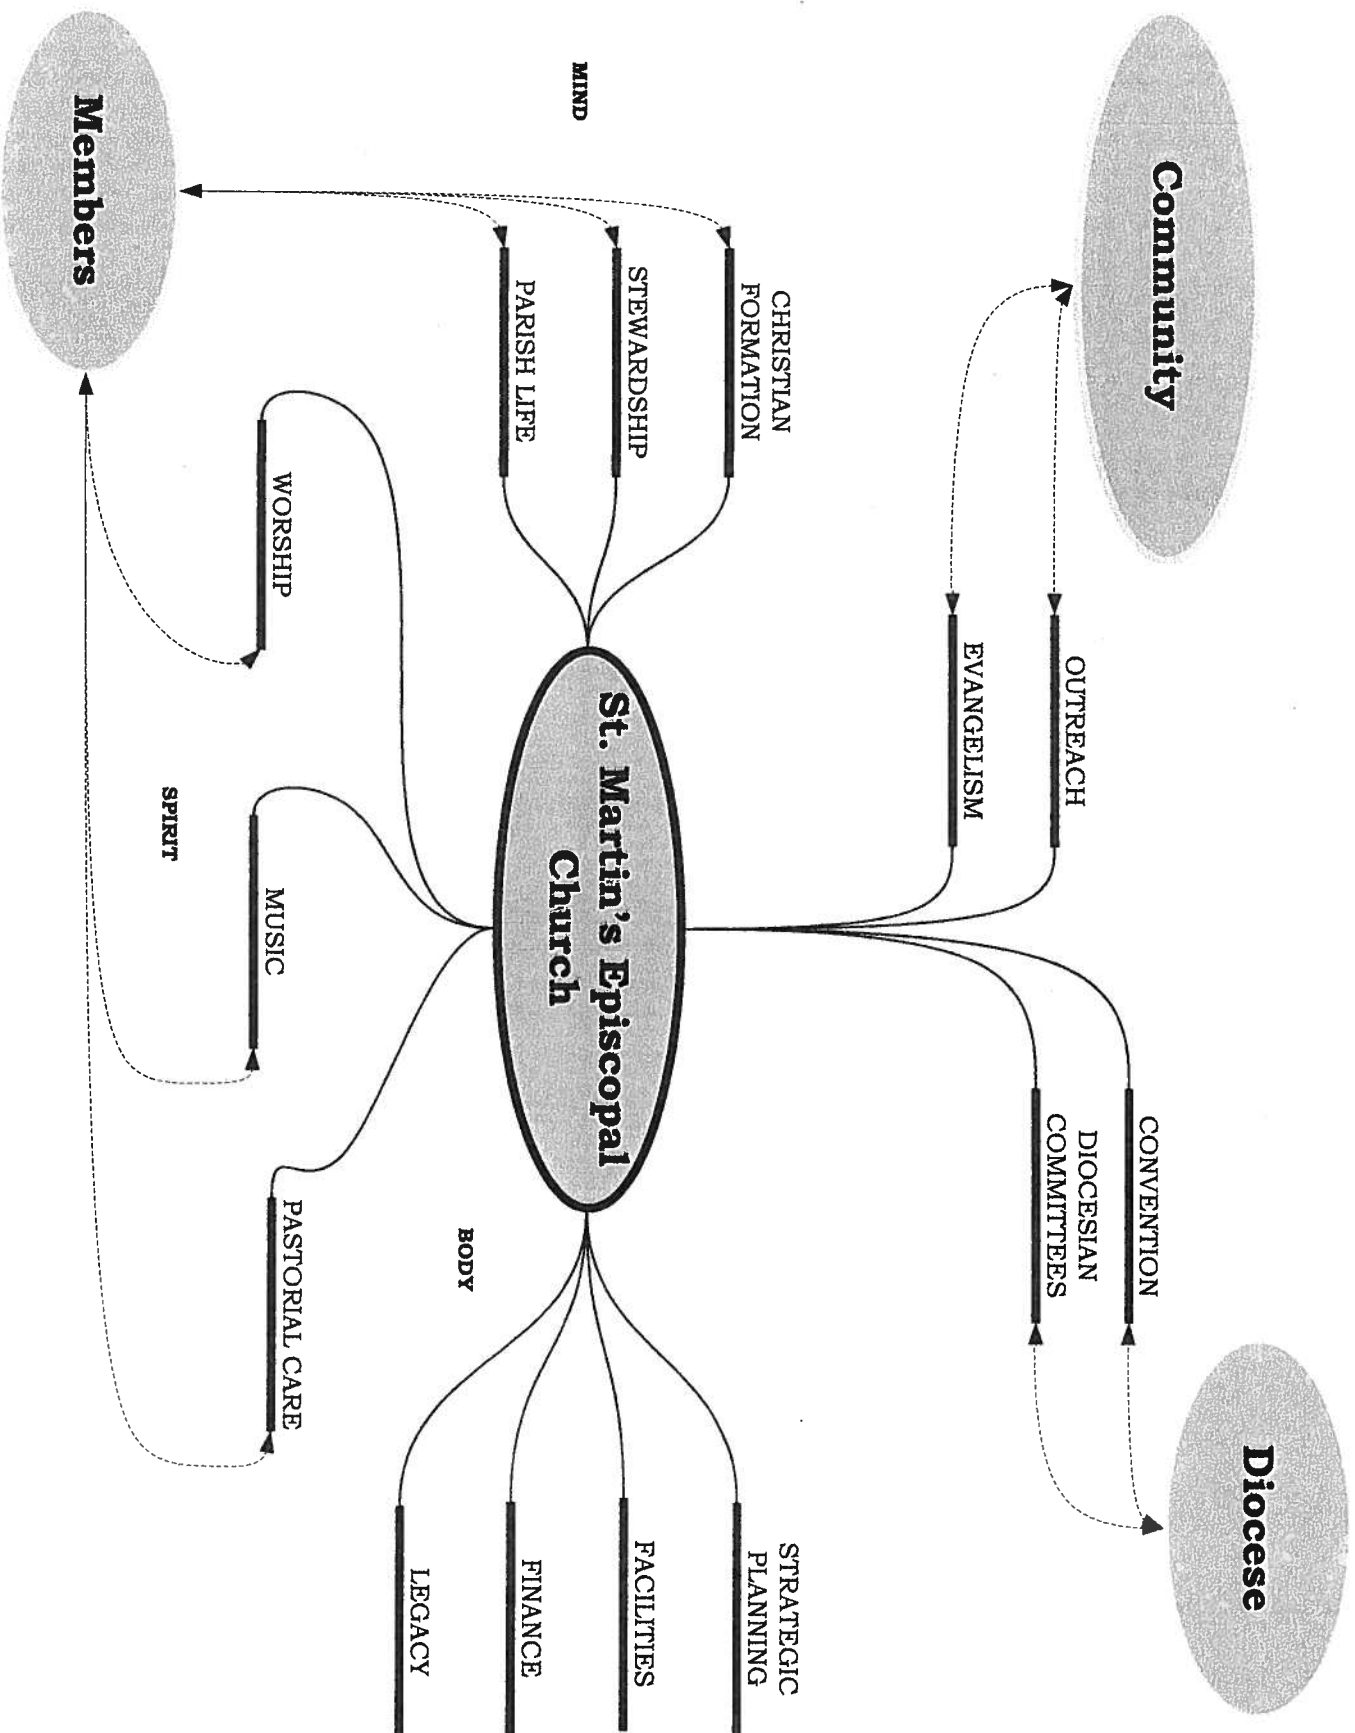 Community
Diocese
OUTREACH
EVANGELISM
CONVENTION
DIOCESIAN
COMMITTEES
CHRISTIAN
FORMATION
STEWARDSHIP
PARISH LIFE
MIND
St. Martin's Episcopal
Church
STRATEGIC
PLANNING
FACILITIES
FINANCE
LEGACY
BODY
Members
WORSHIP
MUSIC
PASTORIAL CARE
SPIRIT